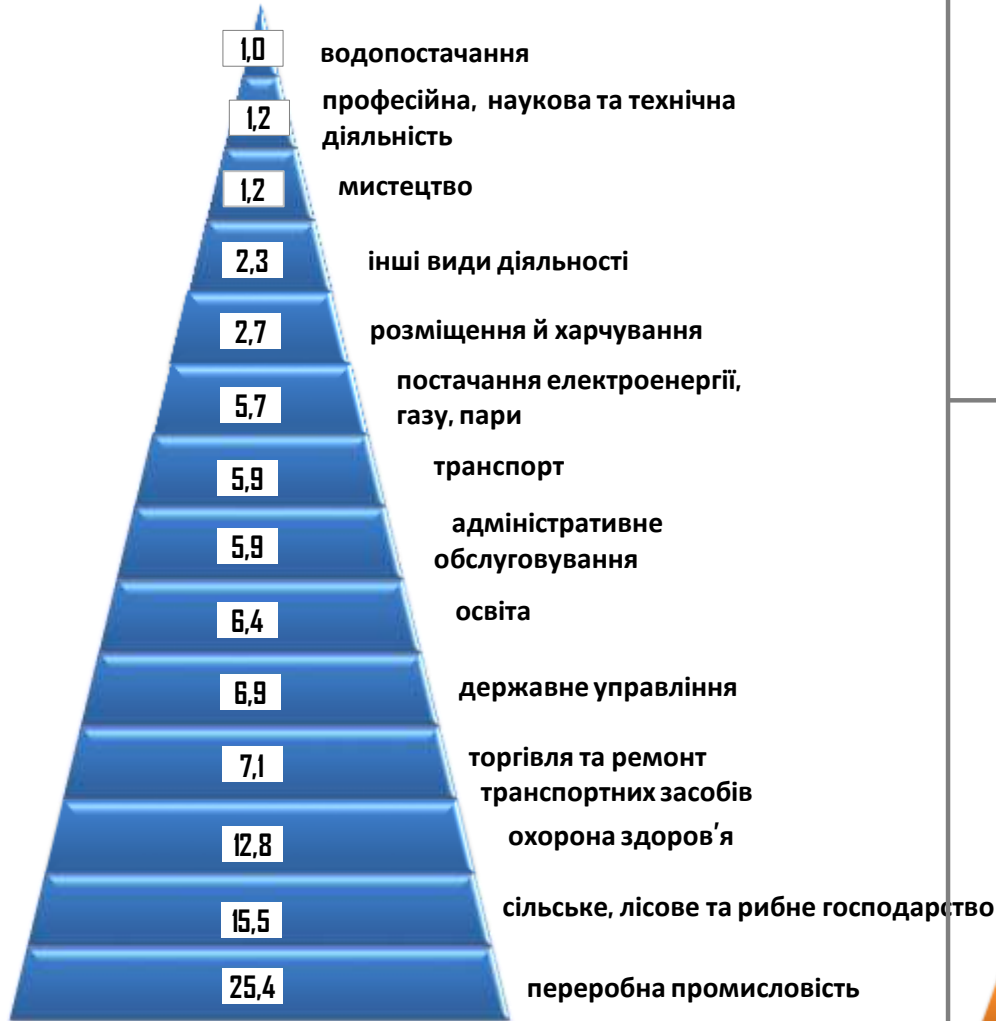 1,0 водопостачання
1,2 професійна, наукова та технічна
діяльність
1,2 мистецтво
2,3 інші види діяльності
2,7 розміщення й харчування
5,7 постачання електроенергії,
газу, пари
5,9 транспорт
5,9 адміністративне
обслуговування
6,4 освіта
6,9 державне управління
7,1 торгівля та ремонт
транспортних засобів
12,8 охорона здоров'я
15,5 сільське, лісове та рибне господарство
25,4 переробна промисловість